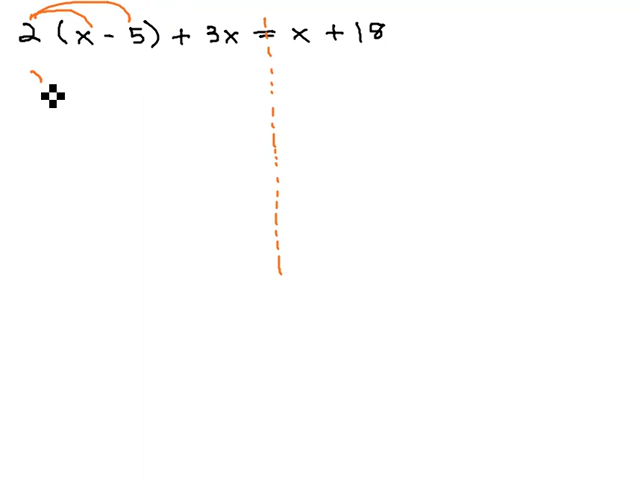 2 (x - 5) + 3x = x + 18